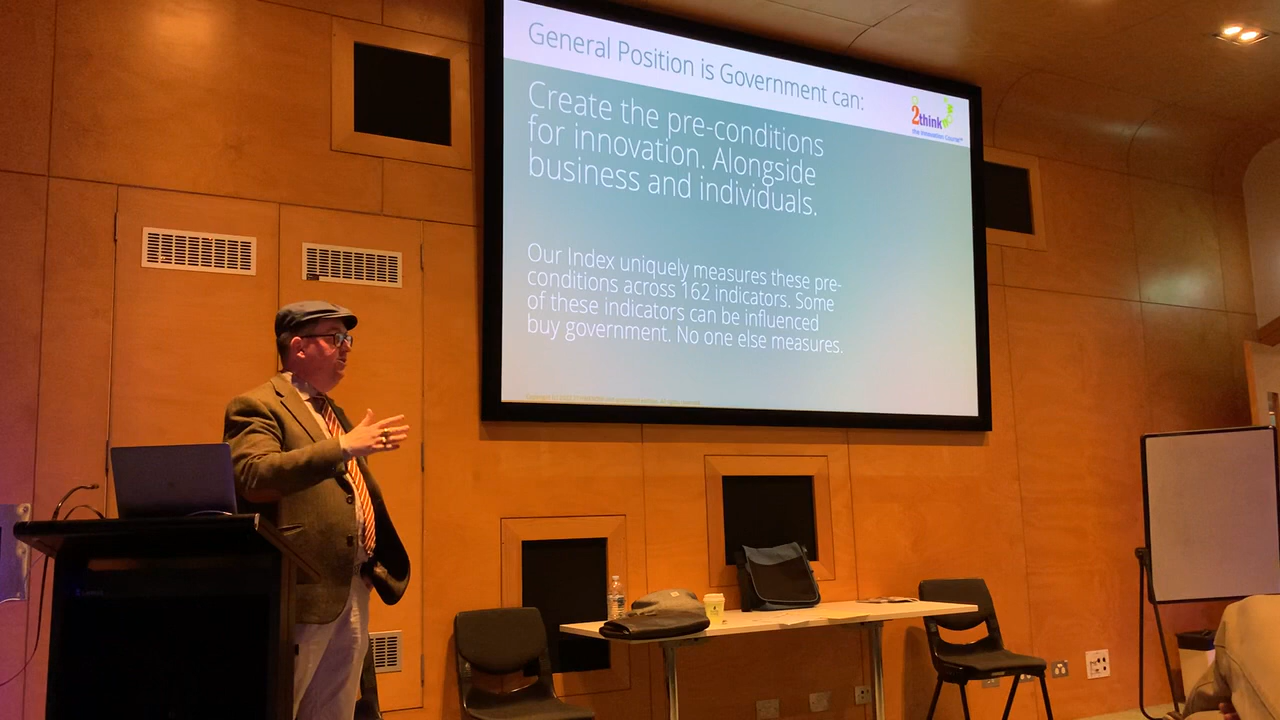 General Position is Government can:
2think
the Innovation Course
Create the pre-conditions
for innovation. Alongside
business and individuals.
Our Index uniquely measures these pre-
conditions across 162 indicators. Some
of these indicators can be influenced
buy government. No one else measures.